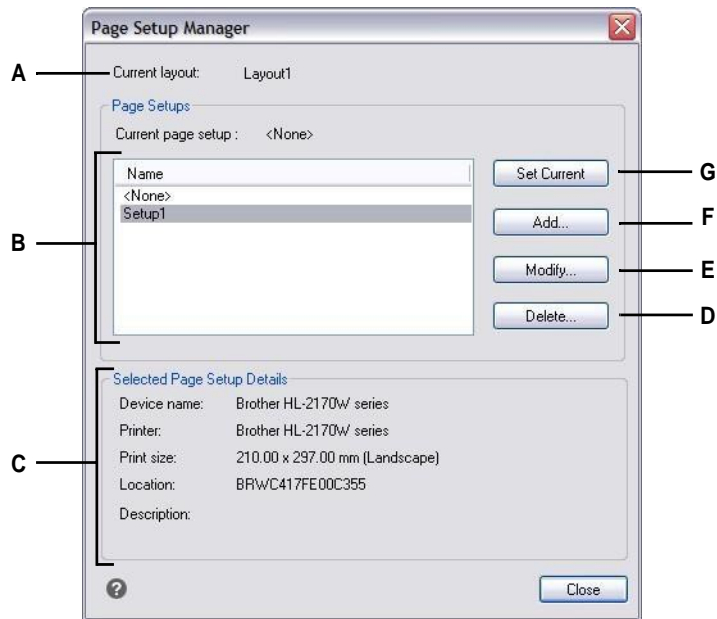 Page Setup Manager
A
Current layout: Layout1
Page Setups
Current page setup : <None>
B
Name
<None>
Setup1
Set Current
G
Add...
F
Modify...
E
Delete...
D
C
Selected Page Setup Details
Device name: Brother HL-2170W series
Printer: Brother HL-2170W series
Print size: 210.00 x 297.00 mm (Landscape)
Location: BRWC417FE00C355
Description:
?
Close